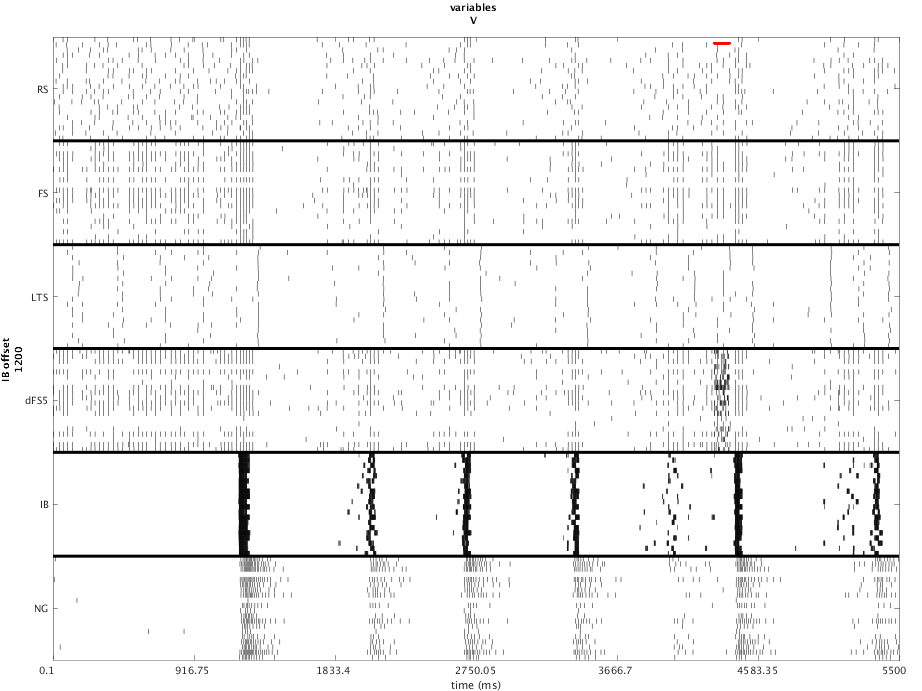 variables
V
RS
FS
LTS
dFS5
IB
NG
IB offset
1200
0.1 916.75 1833.4 2750.05 3666.7 4583.35 5500
time (ms)